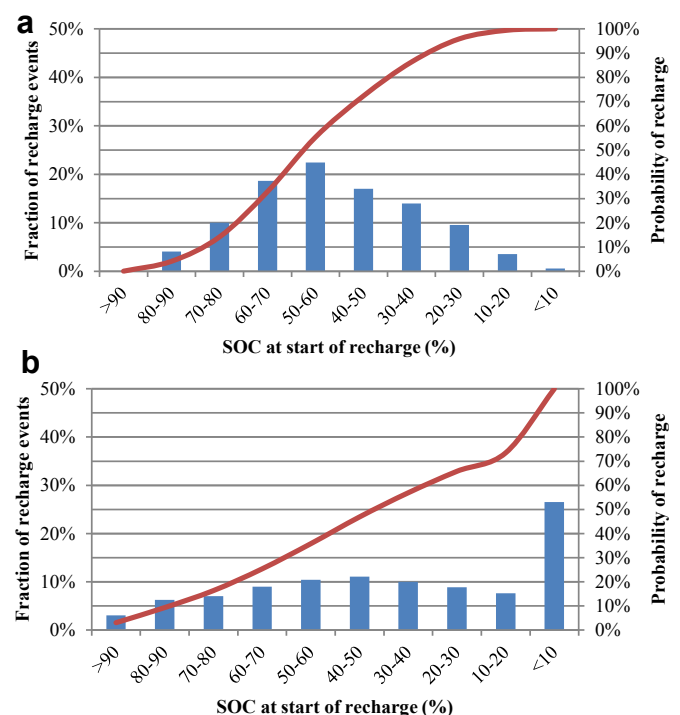 a
50% 100%
90%
40% 80%
70%
30% 60%
50%
20% 40%
30%
10% 20%
10%
0% 0%
Fraction of recharge events
Probability of recharge
>90 80-90 70-80 60-70 50-60 40-50 30-40 20-30 10-20 <10
SOC at start of recharge (%)
b
50% 100%
90%
40% 80%
70%
30% 60%
50%
20% 40%
30%
10% 20%
10%
0% 0%
Fraction of recharge events
Probability of recharge
>90 80-90 70-80 60-70 50-60 40-50 30-40 20-30 10-20 <10
SOC at start of recharge (%)